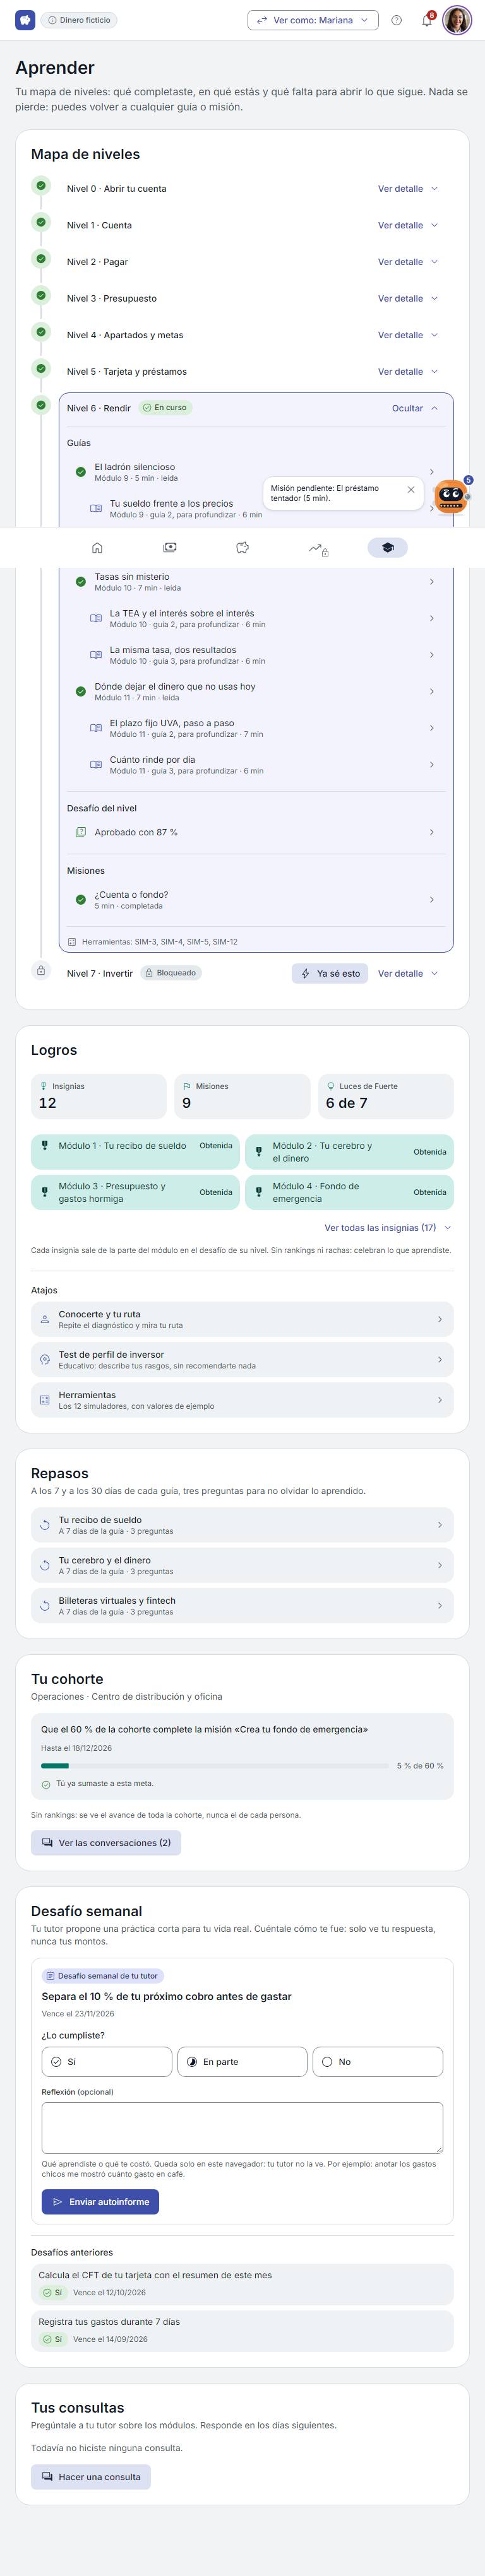 Dinero ficticio
Ver como: Mariana
8
Aprender
Tu mapa de niveles: qué completaste, en qué estás y qué falta para abrir lo que sigue. Nada se
pierde: puedes volver a cualquier guía o misión.
Mapa de niveles
Nivel 0 · Abrir tu cuenta
Ver detalle
Nivel 1 · Cuenta
Ver detalle
Nivel 2 · Pagar
Ver detalle
Nivel 3 · Presupuesto
Ver detalle
Nivel 4 · Apartados y metas
Ver detalle
Nivel 5 · Tarjeta y préstamos
Ver detalle
Nivel 6 · Rendir
En curso
Ocultar
Guías
El ladrón silencioso
Módulo 9 · 5 min · leída
Misión pendiente: El préstamo
tentador (5 min).
5
Tu sueldo frente a los precios
Módulo 9 · guía 2, para profundizar · 6 min
Tasas sin misterio
Módulo 10 · 7 min · leída
La TEA y el interés sobre el interés
Módulo 10 · guía 2, para profundizar · 6 min
La misma tasa, dos resultados
Módulo 10 · guía 3, para profundizar · 6 min
Dónde dejar el dinero que no usas hoy
Módulo 11 · 7 min · leída
El plazo fijo UVA, paso a paso
Módulo 11 · guía 2, para profundizar · 7 min
Cuánto rinde por día
Módulo 11 · guía 3, para profundizar · 6 min
Desafío del nivel
Aprobado con 87 %
Misiones
¿Cuenta o fondo?
5 min · completada
Herramientas: SIM-3, SIM-4, SIM-5, SIM-12
Nivel 7 · Invertir
Bloqueado
Ya sé esto
Ver detalle
Logros
Insignias
12
Misiones
9
Luces de Fuerte
6 de 7
Módulo 1 · Tu recibo de sueldo
Obtenida
Módulo 2 · Tu cerebro y
el dinero
Obtenida
Módulo 3 · Presupuesto y
gastos hormiga
Obtenida
Módulo 4 · Fondo de
emergencia
Obtenida
Ver todas las insignias (17)
Cada insignia sale de la parte del módulo en el desafío de su nivel. Sin rankings ni rachas: celebran lo que aprendiste.
Atajos
Conocerte y tu ruta
Repite el diagnóstico y mira tu ruta
Test de perfil de inversor
Educativo: describe tus rasgos, sin recomendarte nada
Herramientas
Los 12 simuladores, con valores de ejemplo
Repasos
A los 7 y a los 30 días de cada guía, tres preguntas para no olvidar lo aprendido.
Tu recibo de sueldo
A 7 días de la guía · 3 preguntas
Tu cerebro y el dinero
A 7 días de la guía · 3 preguntas
Billeteras virtuales y fintech
A 7 días de la guía · 3 preguntas
Tu cohorte
Operaciones · Centro de distribución y oficina
Que el 60 % de la cohorte complete la misión «Crea tu fondo de emergencia»
Hasta el 18/12/2026
5 % de 60 %
Tú ya sumaste a esta meta.
Sin rankings: se ve el avance de toda la cohorte, nunca el de cada persona.
Ver las conversaciones (2)
Desafío semanal
Tu tutor propone una práctica corta para tu vida real. Cuéntale cómo te fue: solo ve tu respuesta,
nunca tus montos.
Desafío semanal de tu tutor
Separa el 10 % de tu próximo cobro antes de gastar
Vence el 23/11/2026
¿Lo cumpliste?
Sí
En parte
No
Reflexión (opcional)
Qué aprendiste o qué te costó. Queda solo en este navegador: tu tutor no la ve. Por ejemplo: anotar los gastos
chicos me mostró cuánto gasto en café.
Enviar autoinforme
Desafíos anteriores
Calcula el CFT de tu tarjeta con el resumen de este mes
Sí
Vence el 12/10/2026
Registra tus gastos durante 7 días
Sí
Vence el 14/09/2026
Tus consultas
Pregúntale a tu tutor sobre los módulos. Responde en los días siguientes.
Todavía no hiciste ninguna consulta.
Hacer una consulta